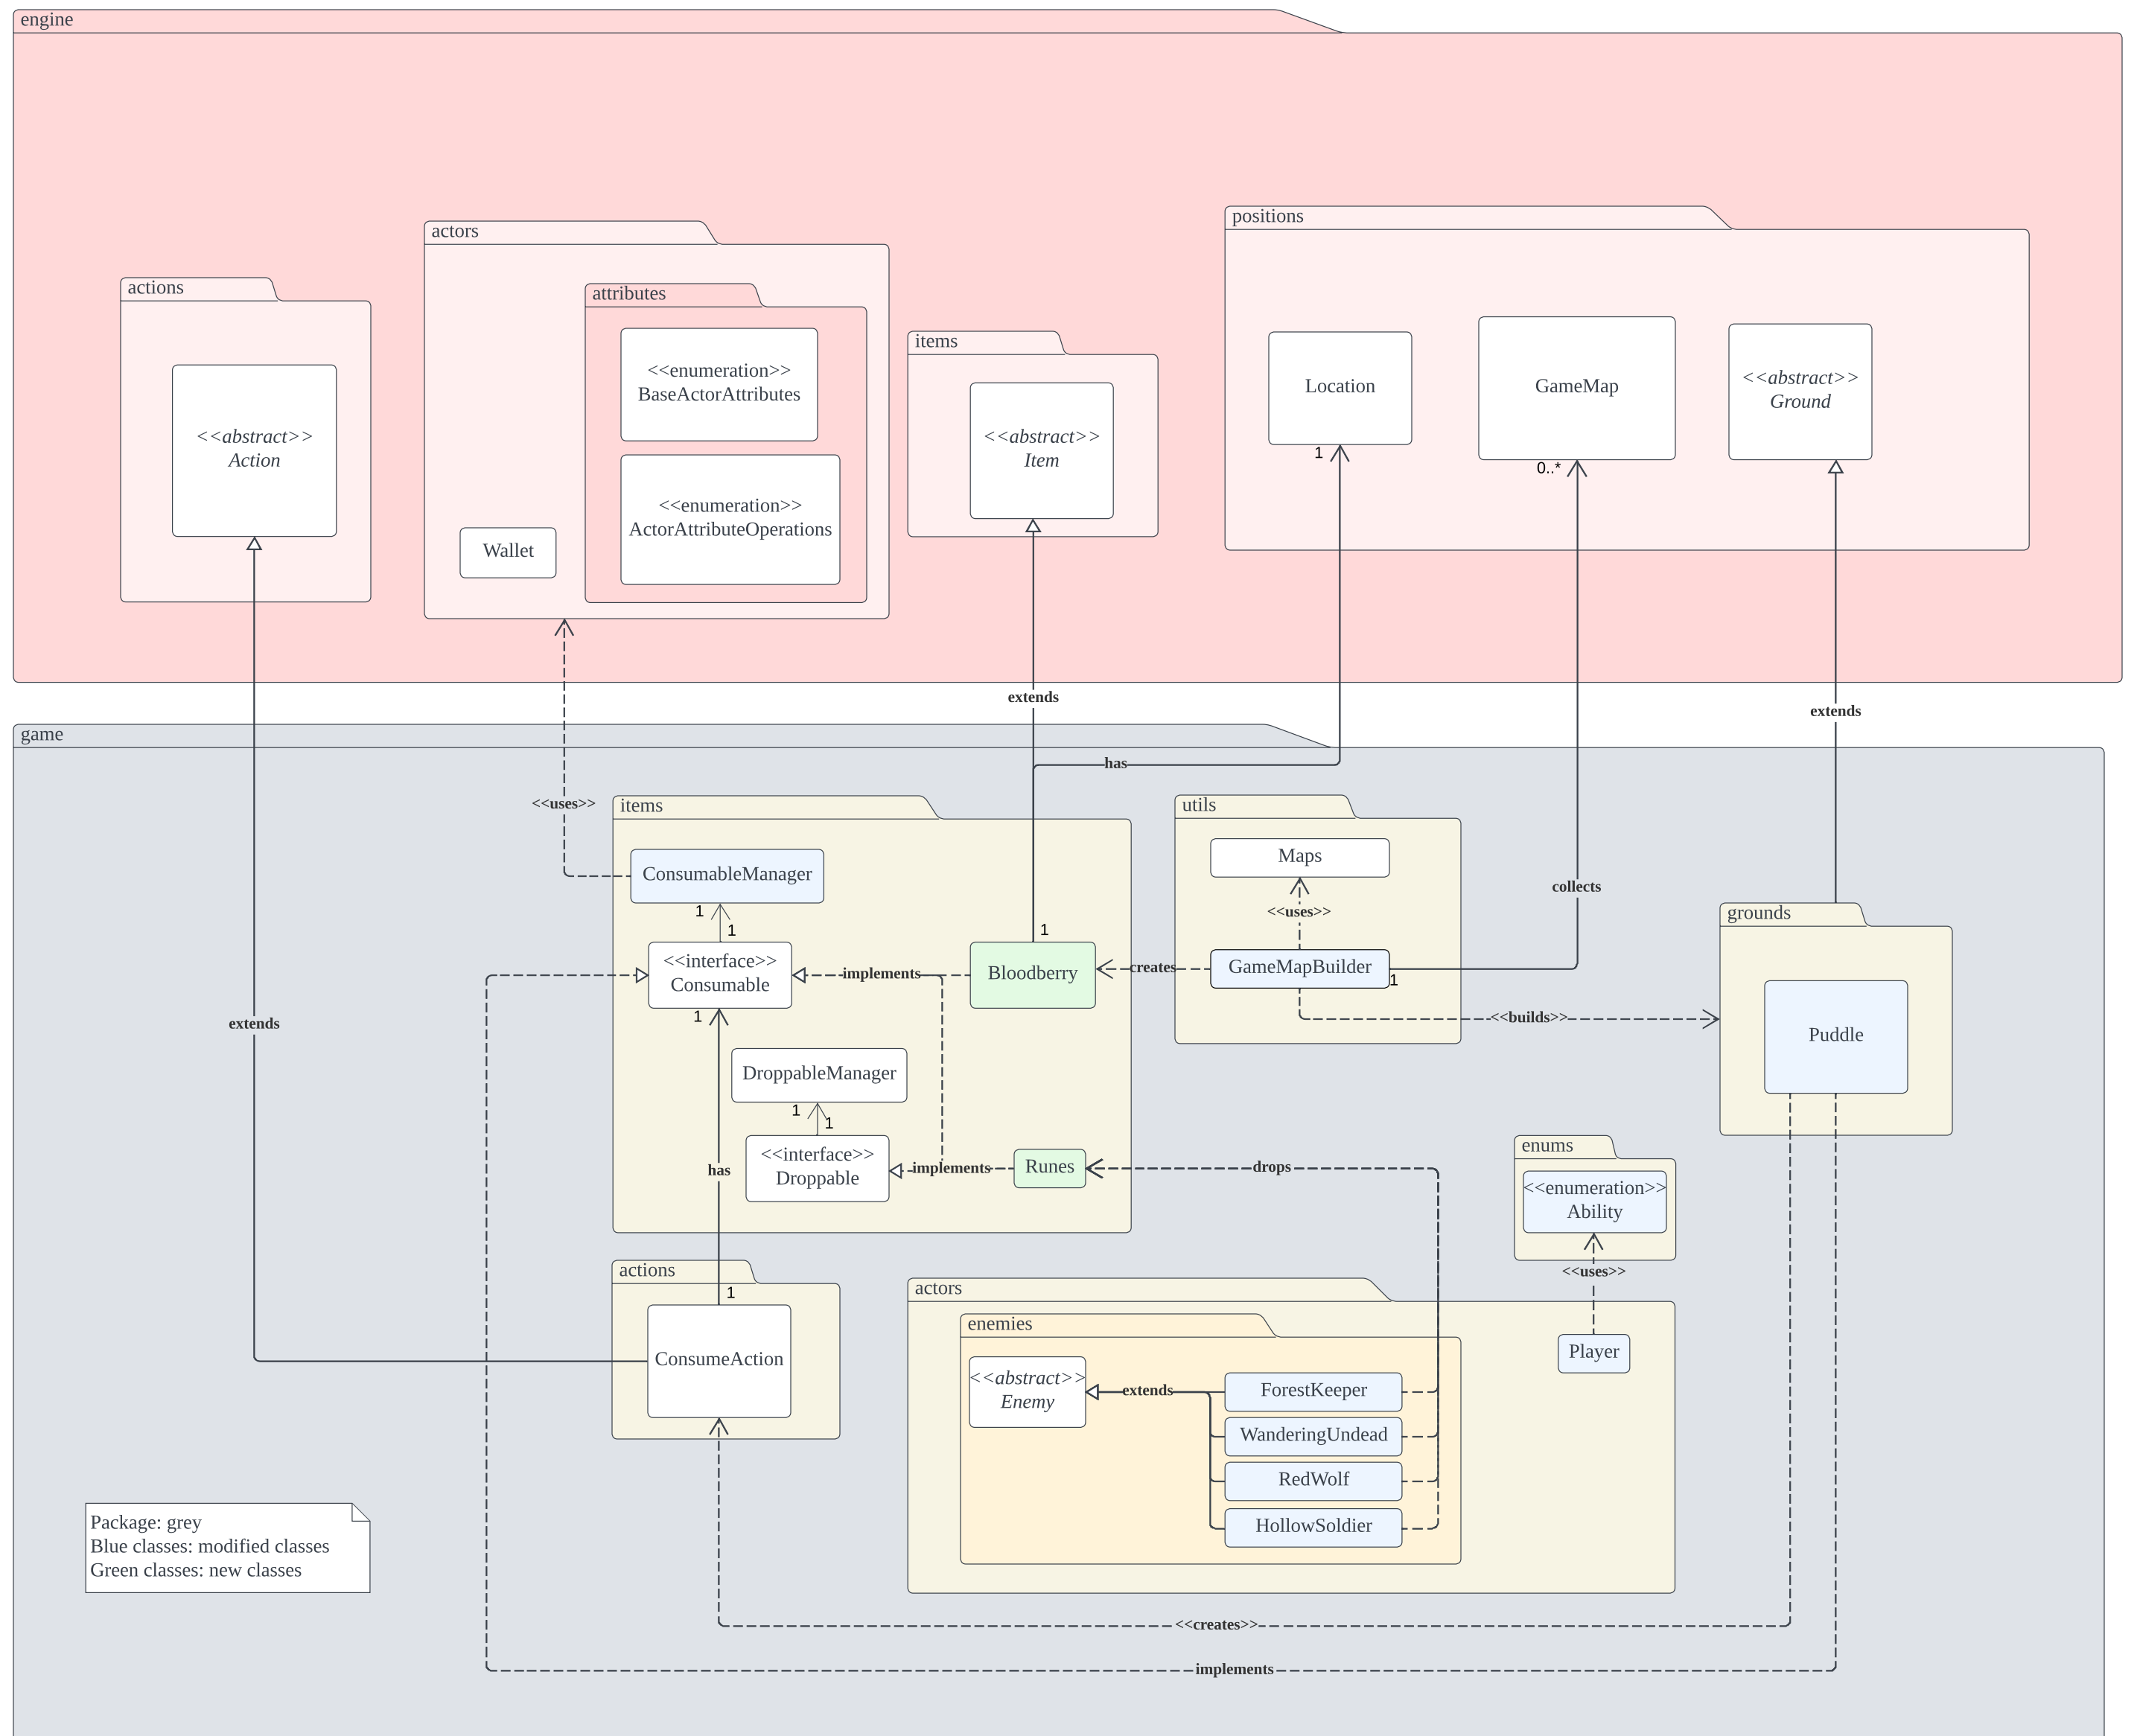 engine
positions
actors
actions
attributes
items
<<enumeration>>
BaseActorAttributes
Location
GameMap
<<abstract>>
Ground
<<abstract>>
Action
<<abstract>>
Item
1
0..*
<<enumeration>>
ActorAttributeOperations
Wallet
extends
extends
game
has
<<uses>>
items
utils
Maps
ConsumableManager
collects
1
1
<<uses>>
grounds
1
<<interface>>
Consumable
implements
Bloodberry
creates
GameMapBuilder
1
1
<<builds>>
extends
Puddle
DroppableManager
1
1
<<interface>>
Droppable
implements
Runes
drops
has
enums
<<enumeration>>
Ability
<<uses>>
actions
1
ConsumeAction
actors
enemies
<<abstract>>
Enemy
extends
ForestKeeper
WanderingUndead
RedWolf
HollowSoldier
Player
Package: grey
Blue classes: modified classes
Green classes: new classes
<<creates>>
implements